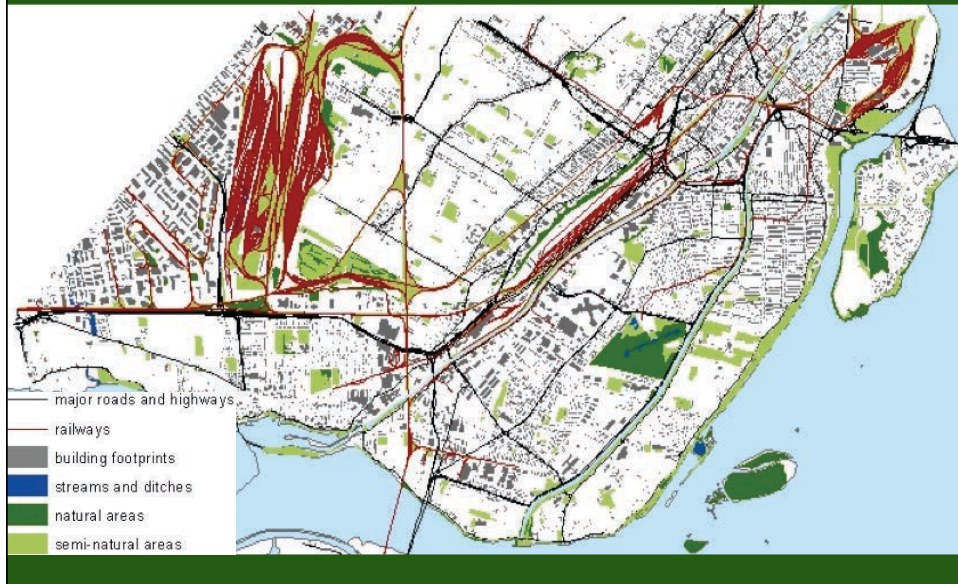 major roads and highways
railways
building footprints
streams and ditches
natural areas
semi-natural areas